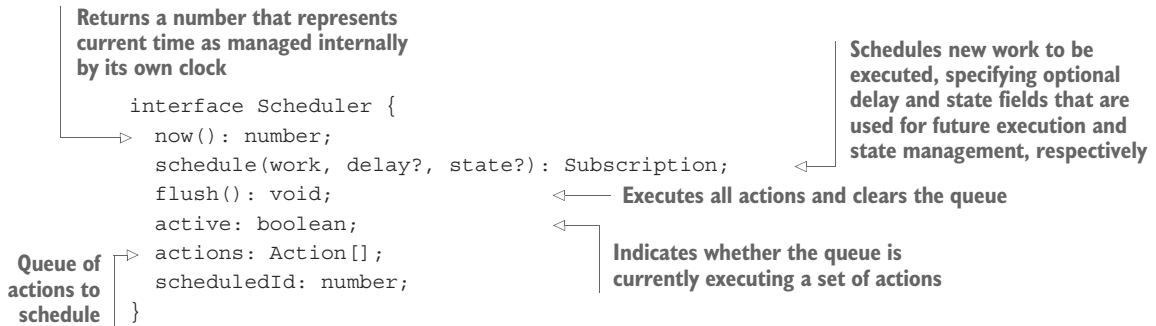 Returns a number that represents
current time as managed internally
by its own clock
Schedules new work to be
executed, specifying optional
delay and state fields that are
used for future execution and
state management, respectively
interface Scheduler {
now(): number;
schedule(work, delay?, state?): Subscription;
flush(): void;
Executes all actions and clears the queue
active: boolean;
Indicates whether the queue is
currently executing a set of actions
actions: Action[];
Queue of
actions to
schedule
scheduledId: number;
}